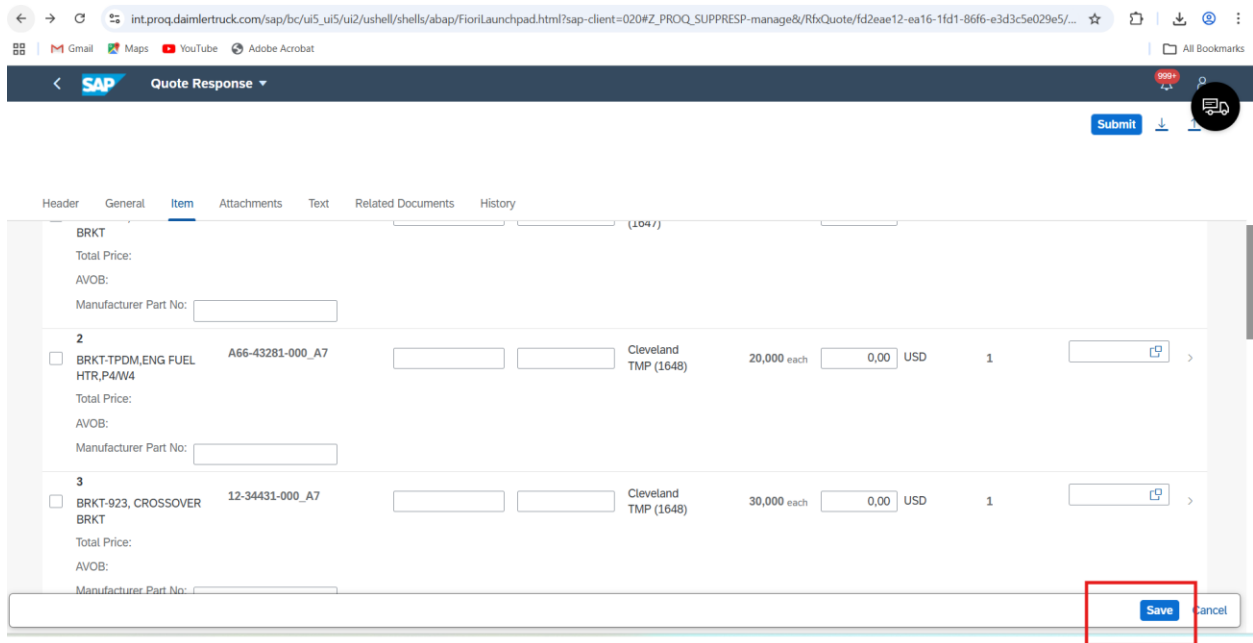 int.proq.daimlertruck.com/sap/bc/ui5_ui5/ui2/ushell/shells/abap/FioriLaunchpad.html?sap-client=020#Z_PROQ_SUPPRESP-manage&/RfxQuote/fd2eae12-ea16-1fd1-86f6-e3d3c5e029e5/...
Gmail Maps YouTube Adobe Acrobat All Bookmarks
SAP Quote Response 999+
Submit
Header General Item Attachments Text Related Documents History
(1647)
BRKT
Total Price:
AVOB:
Manufacturer Part No:
2
BRKT-TPDM,ENG FUEL HTR,P4/W4 A66-43281-000_A7 Cleveland TMP (1648) 20,000 each 0,00 USD 1
Total Price:
AVOB:
Manufacturer Part No:
3
BRKT-923, CROSSOVER BRKT 12-34431-000_A7 Cleveland TMP (1648) 30,000 each 0,00 USD 1
Total Price:
AVOB:
Manufacturer Part No:
Save Cancel